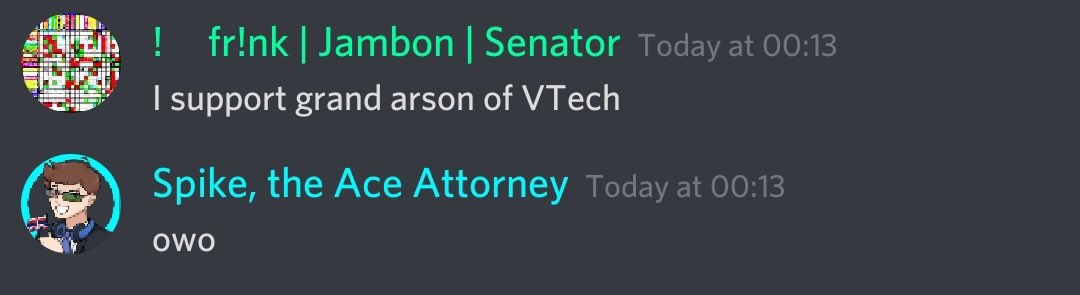 ! fr!nk | Jambon | Senator Today at 00:13
I support grand arson of VTech
Spike, the Ace Attorney Today at 00:13
owo